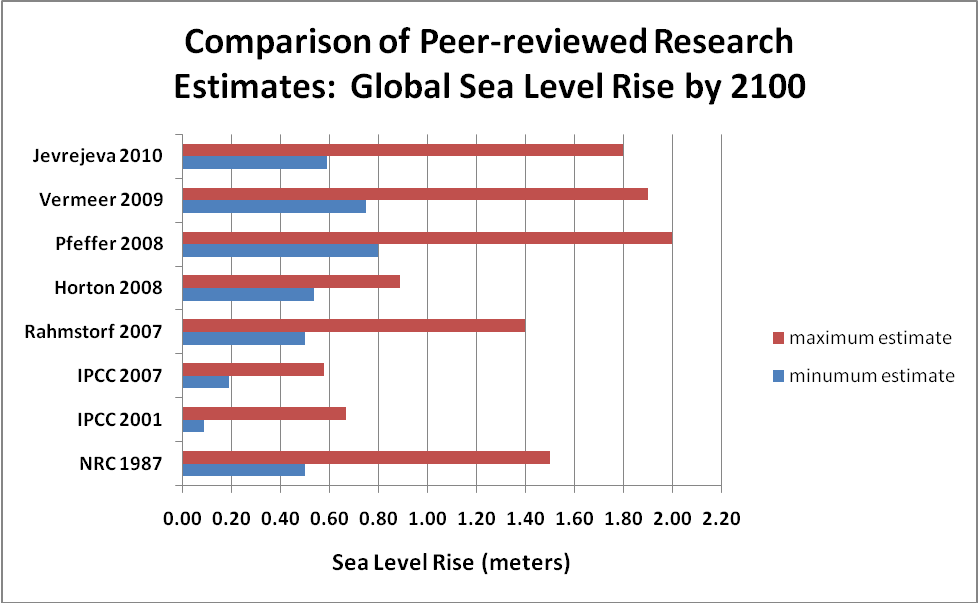 Comparison of Peer-reviewed Research
Estimates: Global Sea Level Rise by 2100
Jevrejeva 2010
Vermeer 2009
Pfeffer 2008
Horton 2008
Rahmstorf 2007
IPCC 2007
IPCC 2001
NRC 1987
maximum estimate
minumum estimate
0.00 0.20 0.40 0.60 0.80 1.00 1.20 1.40 1.60 1.80 2.00 2.20
Sea Level Rise (meters)